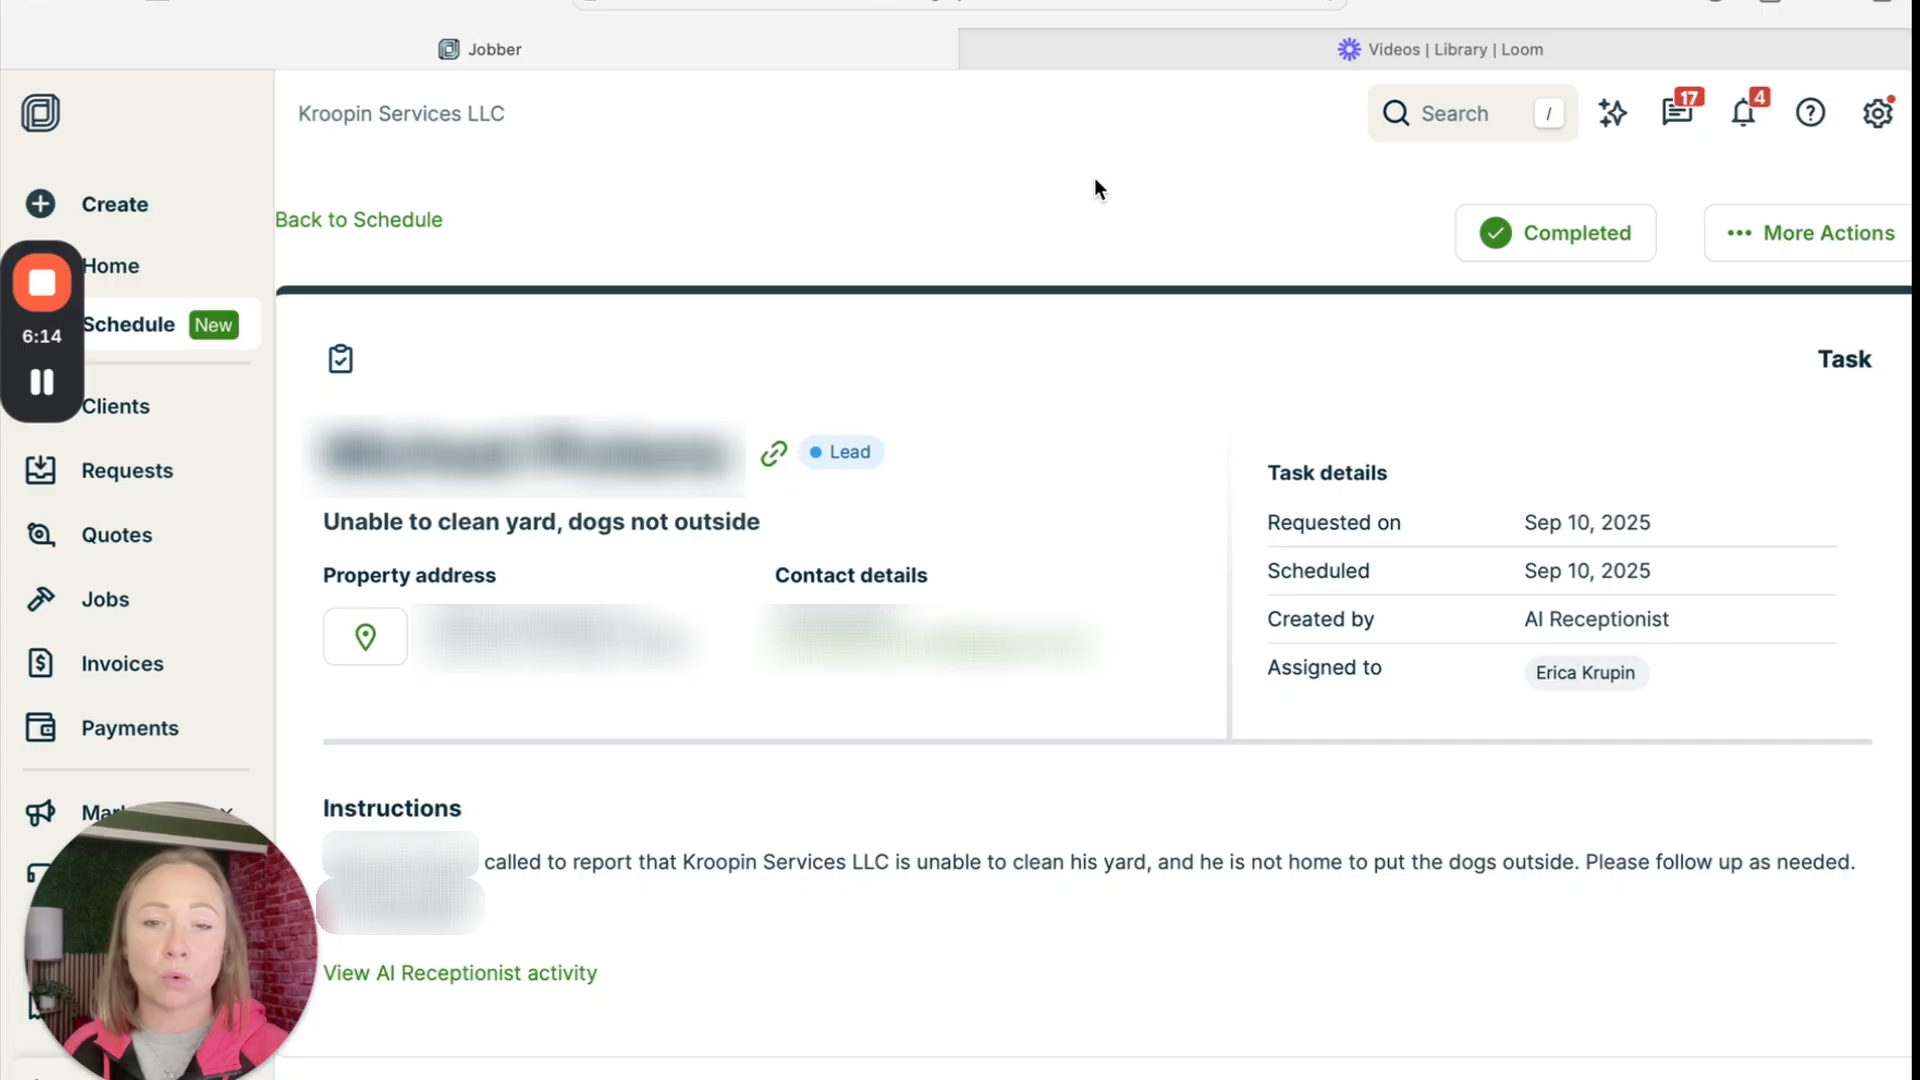 Jobber
Videos | Library | Loom
Kroopin Services LLC
Search
/
17
4
Create
Back to Schedule
Completed
More Actions
Home
Schedule
New
6:14
Task
Clients
Lead
Requests
Task details
Unable to clean yard, dogs not outside
Requested on
Sep 10, 2025
Quotes
Property address
Contact details
Scheduled
Sep 10, 2025
Jobs
Created by
AI Receptionist
Invoices
Assigned to
Erica Krupin
Payments
Instructions
called to report that Kroopin Services LLC is unable to clean his yard, and he is not home to put the dogs outside. Please follow up as needed.
View AI Receptionist activity